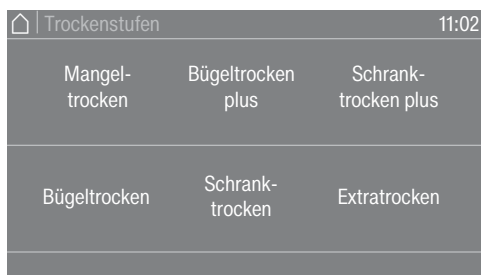 Trockenstufen 11:02
Mangel- Bügeltrocken Schrank-
trocken plus trocken plus
Bügeltrocken Schrank- Extratrocken
trocken